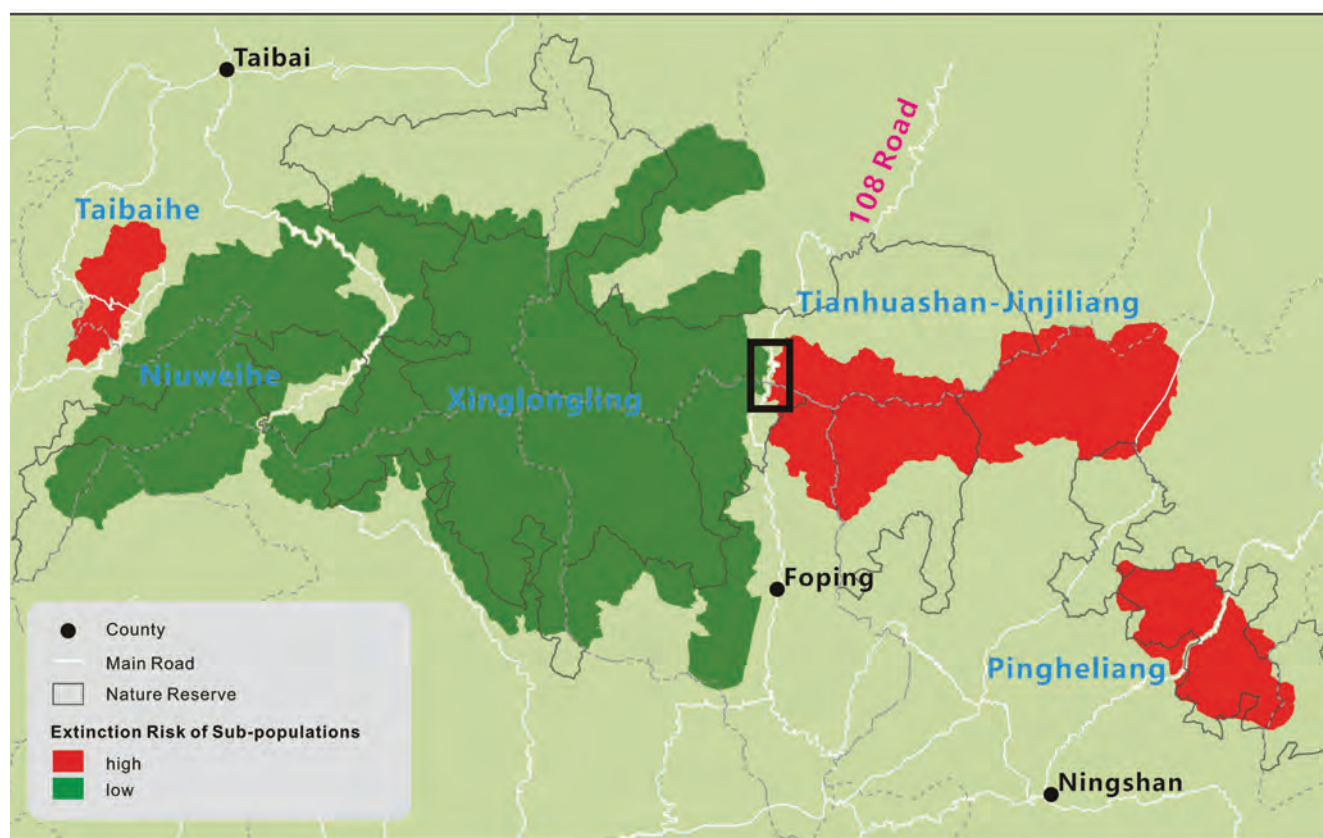 Taibai
108 Road
Taibaihe
Tianhuashan-Jinjiliang
Niuweihe
Xinglongling
Foping
Pingheliang
Ningshan
County
Main Road
Nature Reserve
Extinction Risk of Sub-populations
high
low